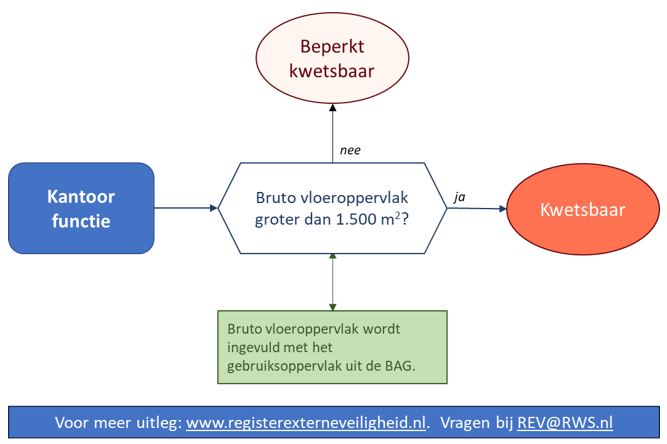 Beperkt
kwetsbaar
nee
Kantoor
functie
Bruto vloeroppervlak
groter dan 1.500 m²?
ja
Kwetsbaar
Bruto vloeroppervlak wordt
ingevuld met het
gebruiksoppervlak uit de BAG.
Voor meer uitleg: www.registerexterneveiligheid.nl. Vragen bij REV@RWS.nl